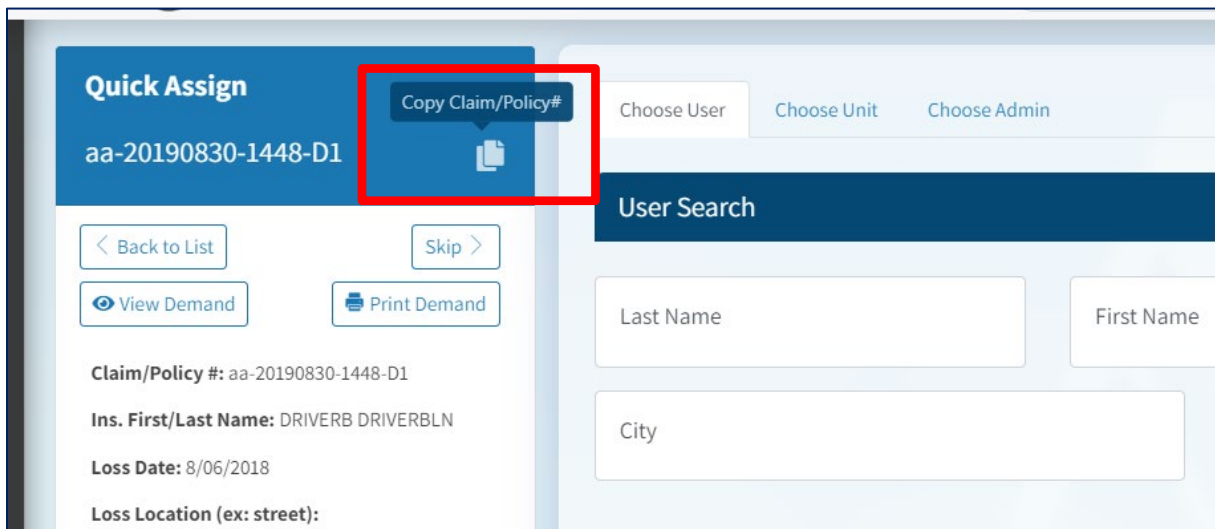 Quick Assign
Copy Claim/Policy#
aa-20190830-1448-D1
Back to List
Skip
View Demand
Print Demand
Claim/Policy #: aa-20190830-1448-D1
Ins. First/Last Name: DRIVERB DRIVERBLN
Loss Date: 8/06/2018
Loss Location (ex: street):
Choose User
Choose Unit
Choose Admin
User Search
Last Name
First Name
City